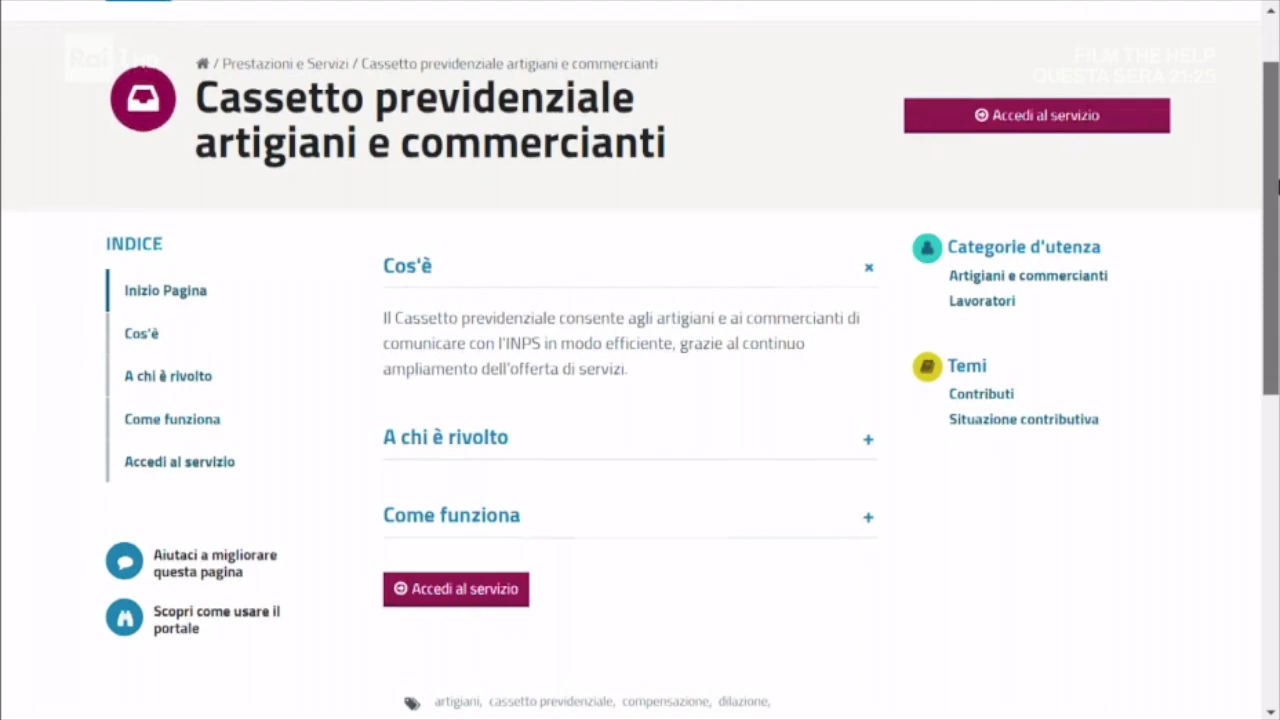 Rai 1
FILM THE HELP
QUESTA SERA 21:25
/ Prestazioni e Servizi / Cassetto previdenziale artigiani e commercianti
Cassetto previdenziale
artigiani e commercianti
Accedi al servizio
INDICE
Inizio Pagina
Cos'è
A chi è rivolto
Come funziona
Accedi al servizio
Aiutaci a migliorare
questa pagina
Scopri come usare il
portale
Cos'è
Il Cassetto previdenziale consente agli artigiani e ai commercianti di
comunicare con l'INPS in modo efficiente, grazie al continuo
ampliamento dell'offerta di servizi.
A chi è rivolto
Come funziona
Accedi al servizio
artigiani, cassetto previdenziale, compensazione, dilazione,
Categorie d'utenza
Artigiani e commercianti
Lavoratori
Temi
Contributi
Situazione contributiva